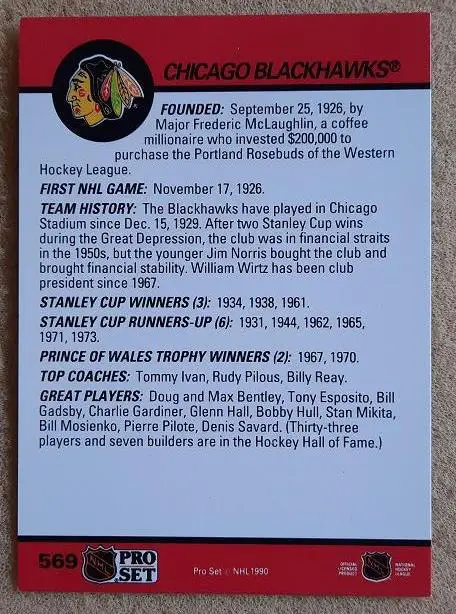 CHICAGO BLACKHAWKS®
FOUNDED: September 25, 1926, by
Major Frederic McLaughlin, a coffee
millionaire who invested $200,000 to
purchase the Portland Rosebuds of the Western
Hockey League.
FIRST NHL GAME: November 17, 1926.
TEAM HISTORY: The Blackhawks have played in Chicago
Stadium since Dec. 15, 1929. After two Stanley Cup wins
during the Great Depression, the club was in financial straits
in the 1950s, but the younger Jim Norris bought the club and
brought financial stability. William Wirtz has been club
president since 1967.
STANLEY CUP WINNERS (3): 1934, 1938, 1961.
STANLEY CUP RUNNERS-UP (6): 1931, 1944, 1962, 1965,
1971, 1973.
PRINCE OF WALES TROPHY WINNERS (2): 1967, 1970.
TOP COACHES: Tommy Ivan, Rudy Pilous, Billy Reay.
GREAT PLAYERS: Doug and Max Bentley, Tony Esposito, Bill
Gadsby, Charlie Gardiner, Glenn Hall, Bobby Hull, Stan Mikita,
Bill Mosienko, Pierre Pilote, Denis Savard. (Thirty-three
players and seven builders are in the Hockey Hall of Fame.)
569 NHL PRO
SET
Pro Set © NHL 1990
OFFICIAL
LICENSED
PRODUCT
NHL
NATIONAL
HOCKEY
LEAGUE